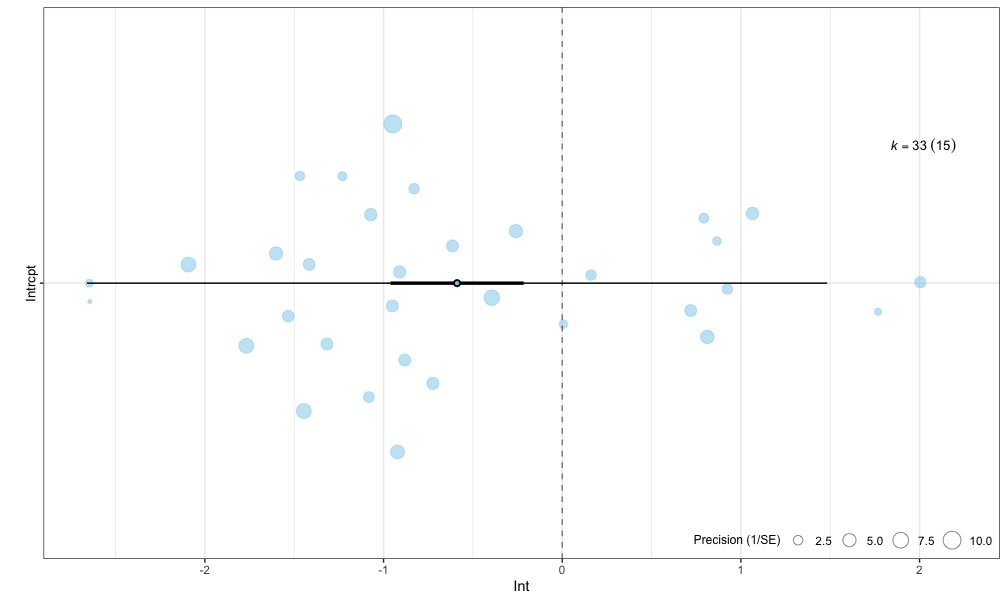 k = 33 (15)
Intrcpt
Precision (1/SE) 2.5 5.0 7.5 10.0
-2 -1 0 1 2
Int